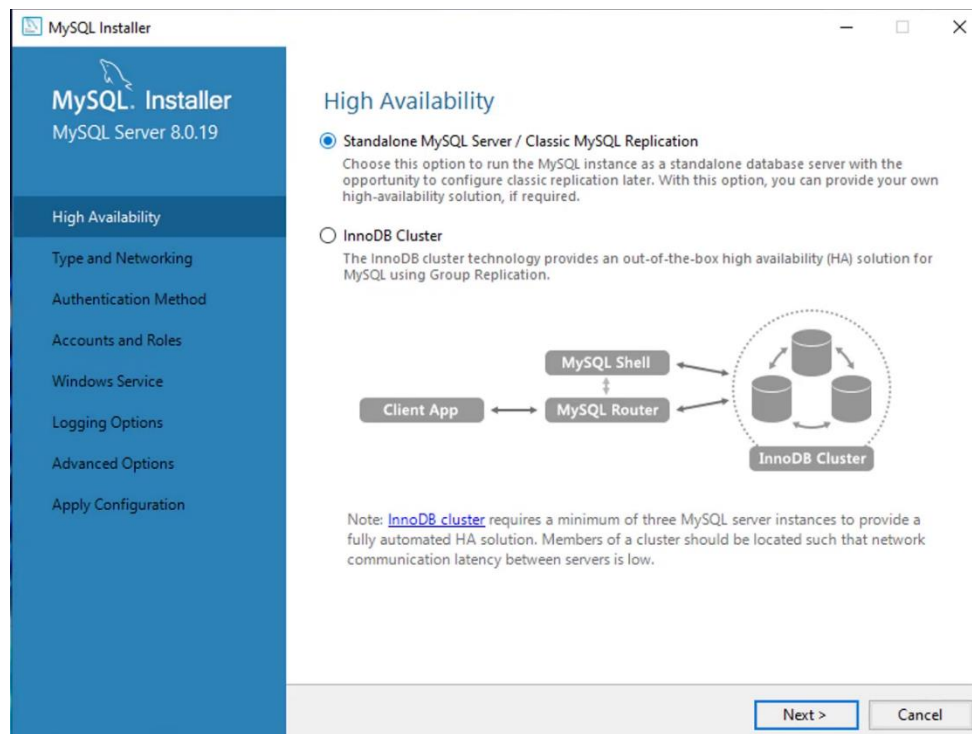 MySQL Installer
MySQL. Installer
MySQL Server 8.0.19
High Availability
Type and Networking
Authentication Method
Accounts and Roles
Windows Service
Logging Options
Advanced Options
Apply Configuration
High Availability
Standalone MySQL Server / Classic MySQL Replication
Choose this option to run the MySQL instance as a standalone database server with the
opportunity to configure classic replication later. With this option, you can provide your own
high-availability solution, if required.
InnoDB Cluster
The InnoDB cluster technology provides an out-of-the-box high availability (HA) solution for
MySQL using Group Replication.
MySQL Shell
Client App
MySQL Router
InnoDB Cluster
Note: InnoDB cluster requires a minimum of three MySQL server instances to provide a
fully automated HA solution. Members of a cluster should be located such that network
communication latency between servers is low.
Next >
Cancel